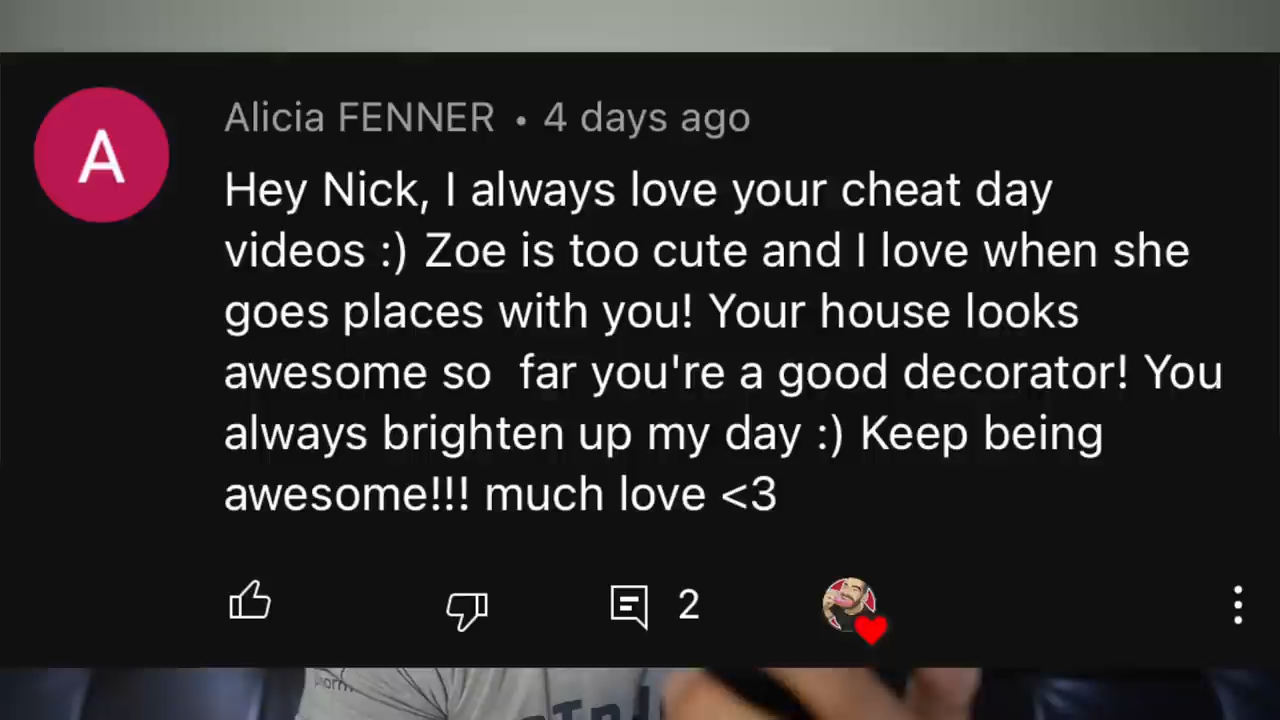 A
Alicia FENNER • 4 days ago
Hey Nick, I always love your cheat day
videos :) Zoe is too cute and I love when she
goes places with you! Your house looks
awesome so  far you're a good decorator! You
always brighten up my day :) Keep being
awesome!!! much love <3
2